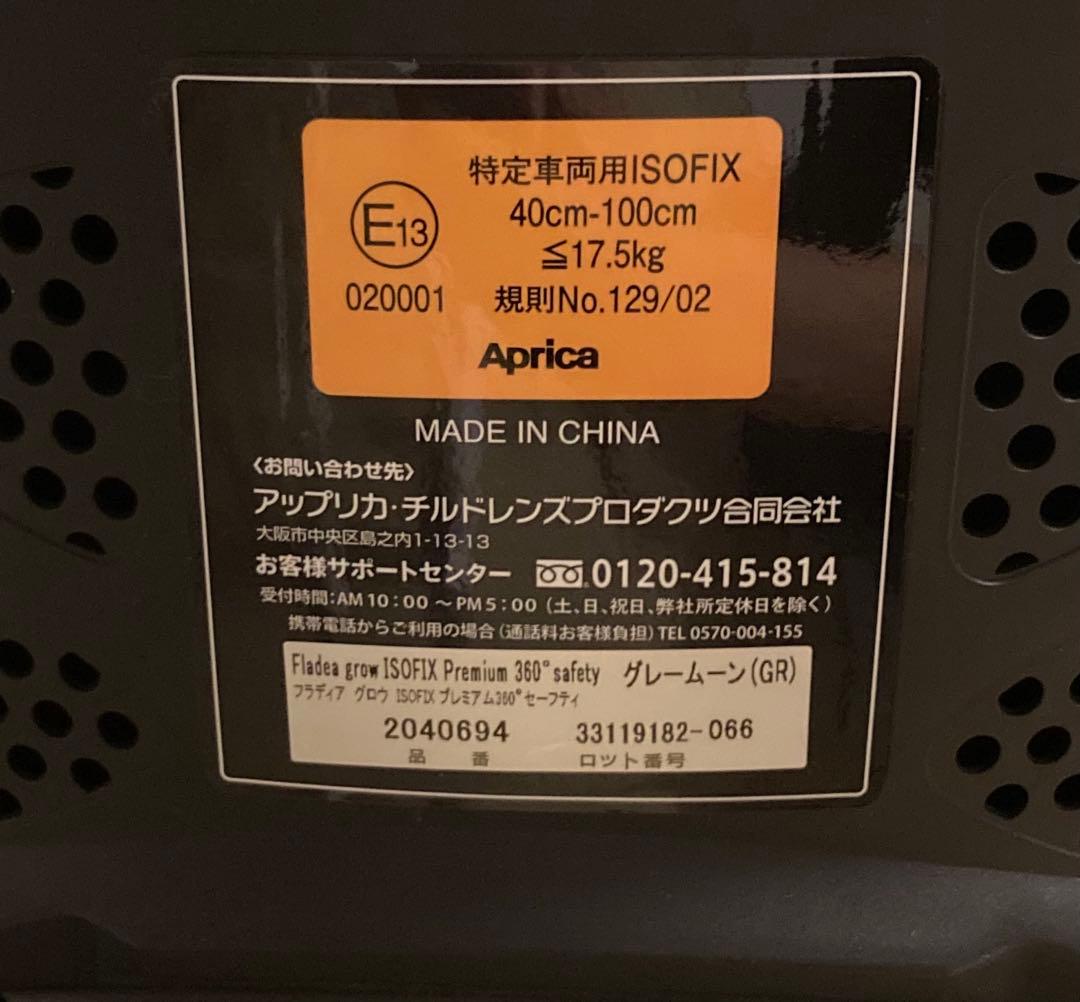 特定車両用ISOFIX
40cm-100cm
E13
≦17.5kg
020001 規則No.129/02
Aprica
MADE IN CHINA
〈お問い合わせ先〉
アップリカ・チルドレンズプロダクツ合同会社
大阪市中央区島之内1-13-13
お客様サポートセンター 0120-415-814
受付時間:AM10:00～PM5:00(土、日、祝日、弊社所定休日を除く)
携帯電話からご利用の場合(通話料お客様負担)TEL 0570-004-155
Fladea grow ISOFIX Premium 360°safety グレームーン(GR)
フラディア グロウ ISOFIX プレミアム360°セーフティ
2040694 33119182-066
品番 ロット番号